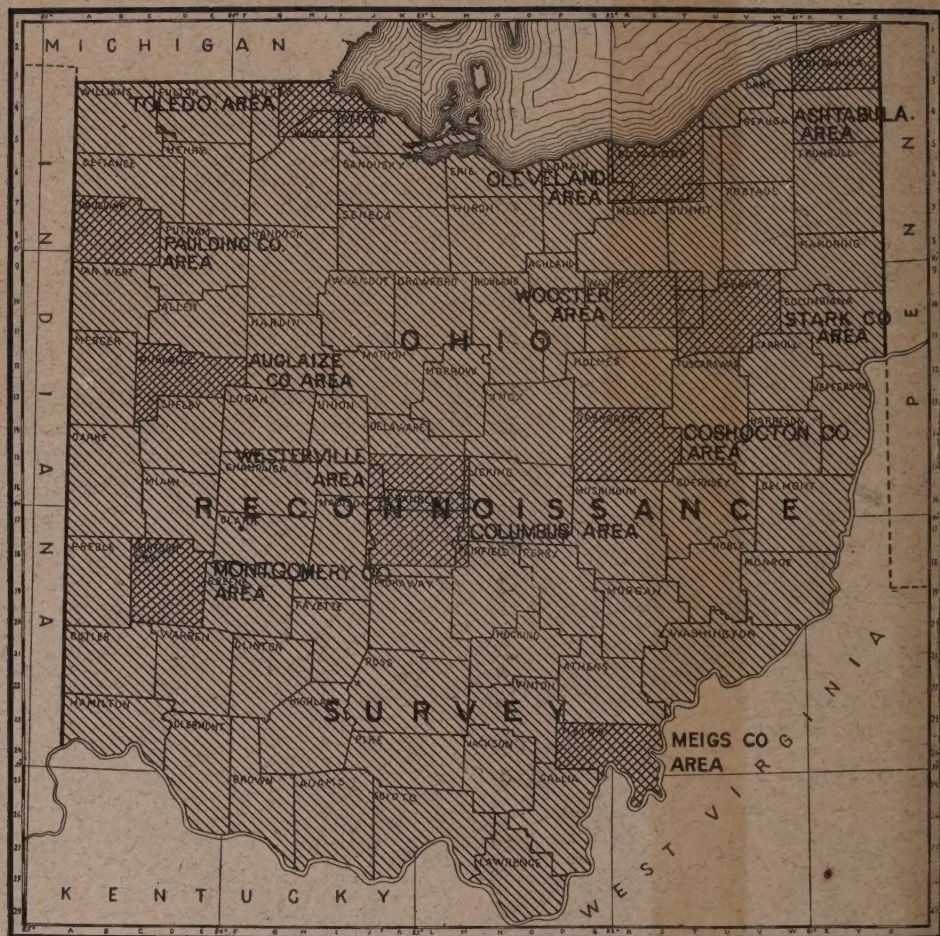 MICHIGAN
TOLEDO AREA
ASHTABULA.
AREA
CLEVELAND
AREA
PAULDING CO.
AREA
WOOSTER
AREA
STARK CO
AREA
OHIO
AUGLAIZE
CO AREA
COSHOCTON CO
AREA
WESTERVILLE
AREA
RECONNOISSANCE
COLUMBUS AREA
MONTGOMERY CO.
AREA
SURVEY
MEIGS CO
AREA
INDIANA
PENN
WEST VIRGINIA
KENTUCKY
WILLIAMS
FULTON
HENRY
DEFIANCE
SANDUSKY
ERIE
LORAIN
LAKE
GEAUGA
TRUMBULL
PORTAGE
MEDINA
SUMMIT
MAHONING
HURON
SENECA
HANCOCK
PUTNAM
VAN WERT
ALLEN
WYANDOT
CRAWFORD
RICHLAND
ASHLAND
COLUMBIANA
CARROLL
HARDIN
MERCER
MARION
MORROW
HOLMES
TUSCARAWAS
JEFFERSON
SHELBY
LOGAN
UNION
KNOX
DELAWARE
HARRISON
DARKE
MIAMI
CHAMPAIGN
LICKING
MUSKINGUM
GUERNSEY
BELMONT
MADISON
CLARK
PREBLE
GREENE
FAIRFIELD
PERRY
NOBLE
MONROE
PICKAWAY
MORGAN
FAYETTE
BUTLER
WARREN
CLINTON
HOCKING
WASHINGTON
ROSS
ATHENS
VINTON
HAMILTON
CLERMONT
HIGHLAND
PIKE
JACKSON
MEIGS
BROWN
ADAMS
SCIOTO
GALLIA
LAWRENCE